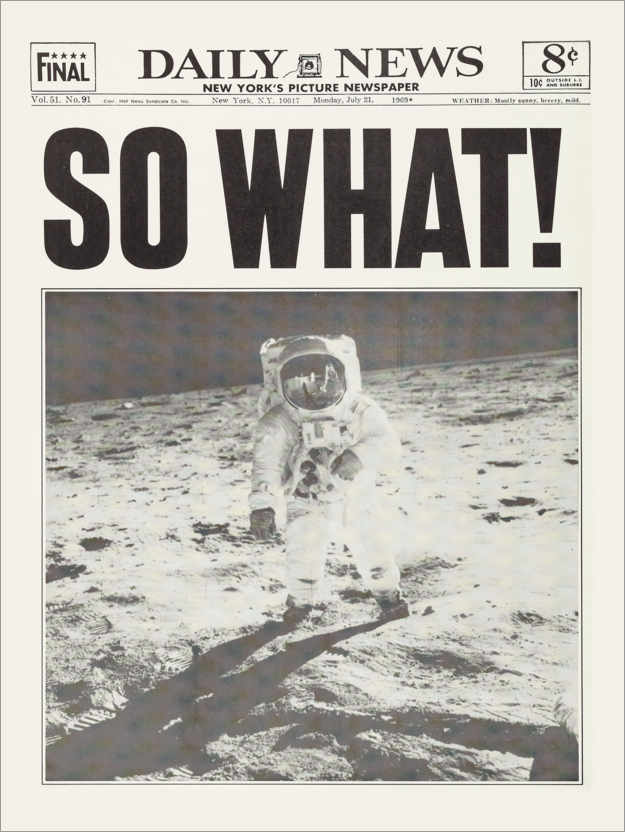 ★★★★
FINAL
DAILY NEWS
NEW YORK'S PICTURE NEWSPAPER
8¢
10¢ OUTSIDE L.I. AND SUBURBS
Vol. 51. No. 91 Copr. 1969 News Syndicate Co. Inc. New York, N.Y. 10017 Monday, July 21, 1969★ WEATHER: Mostly sunny, breezy, mild.
SO WHAT!